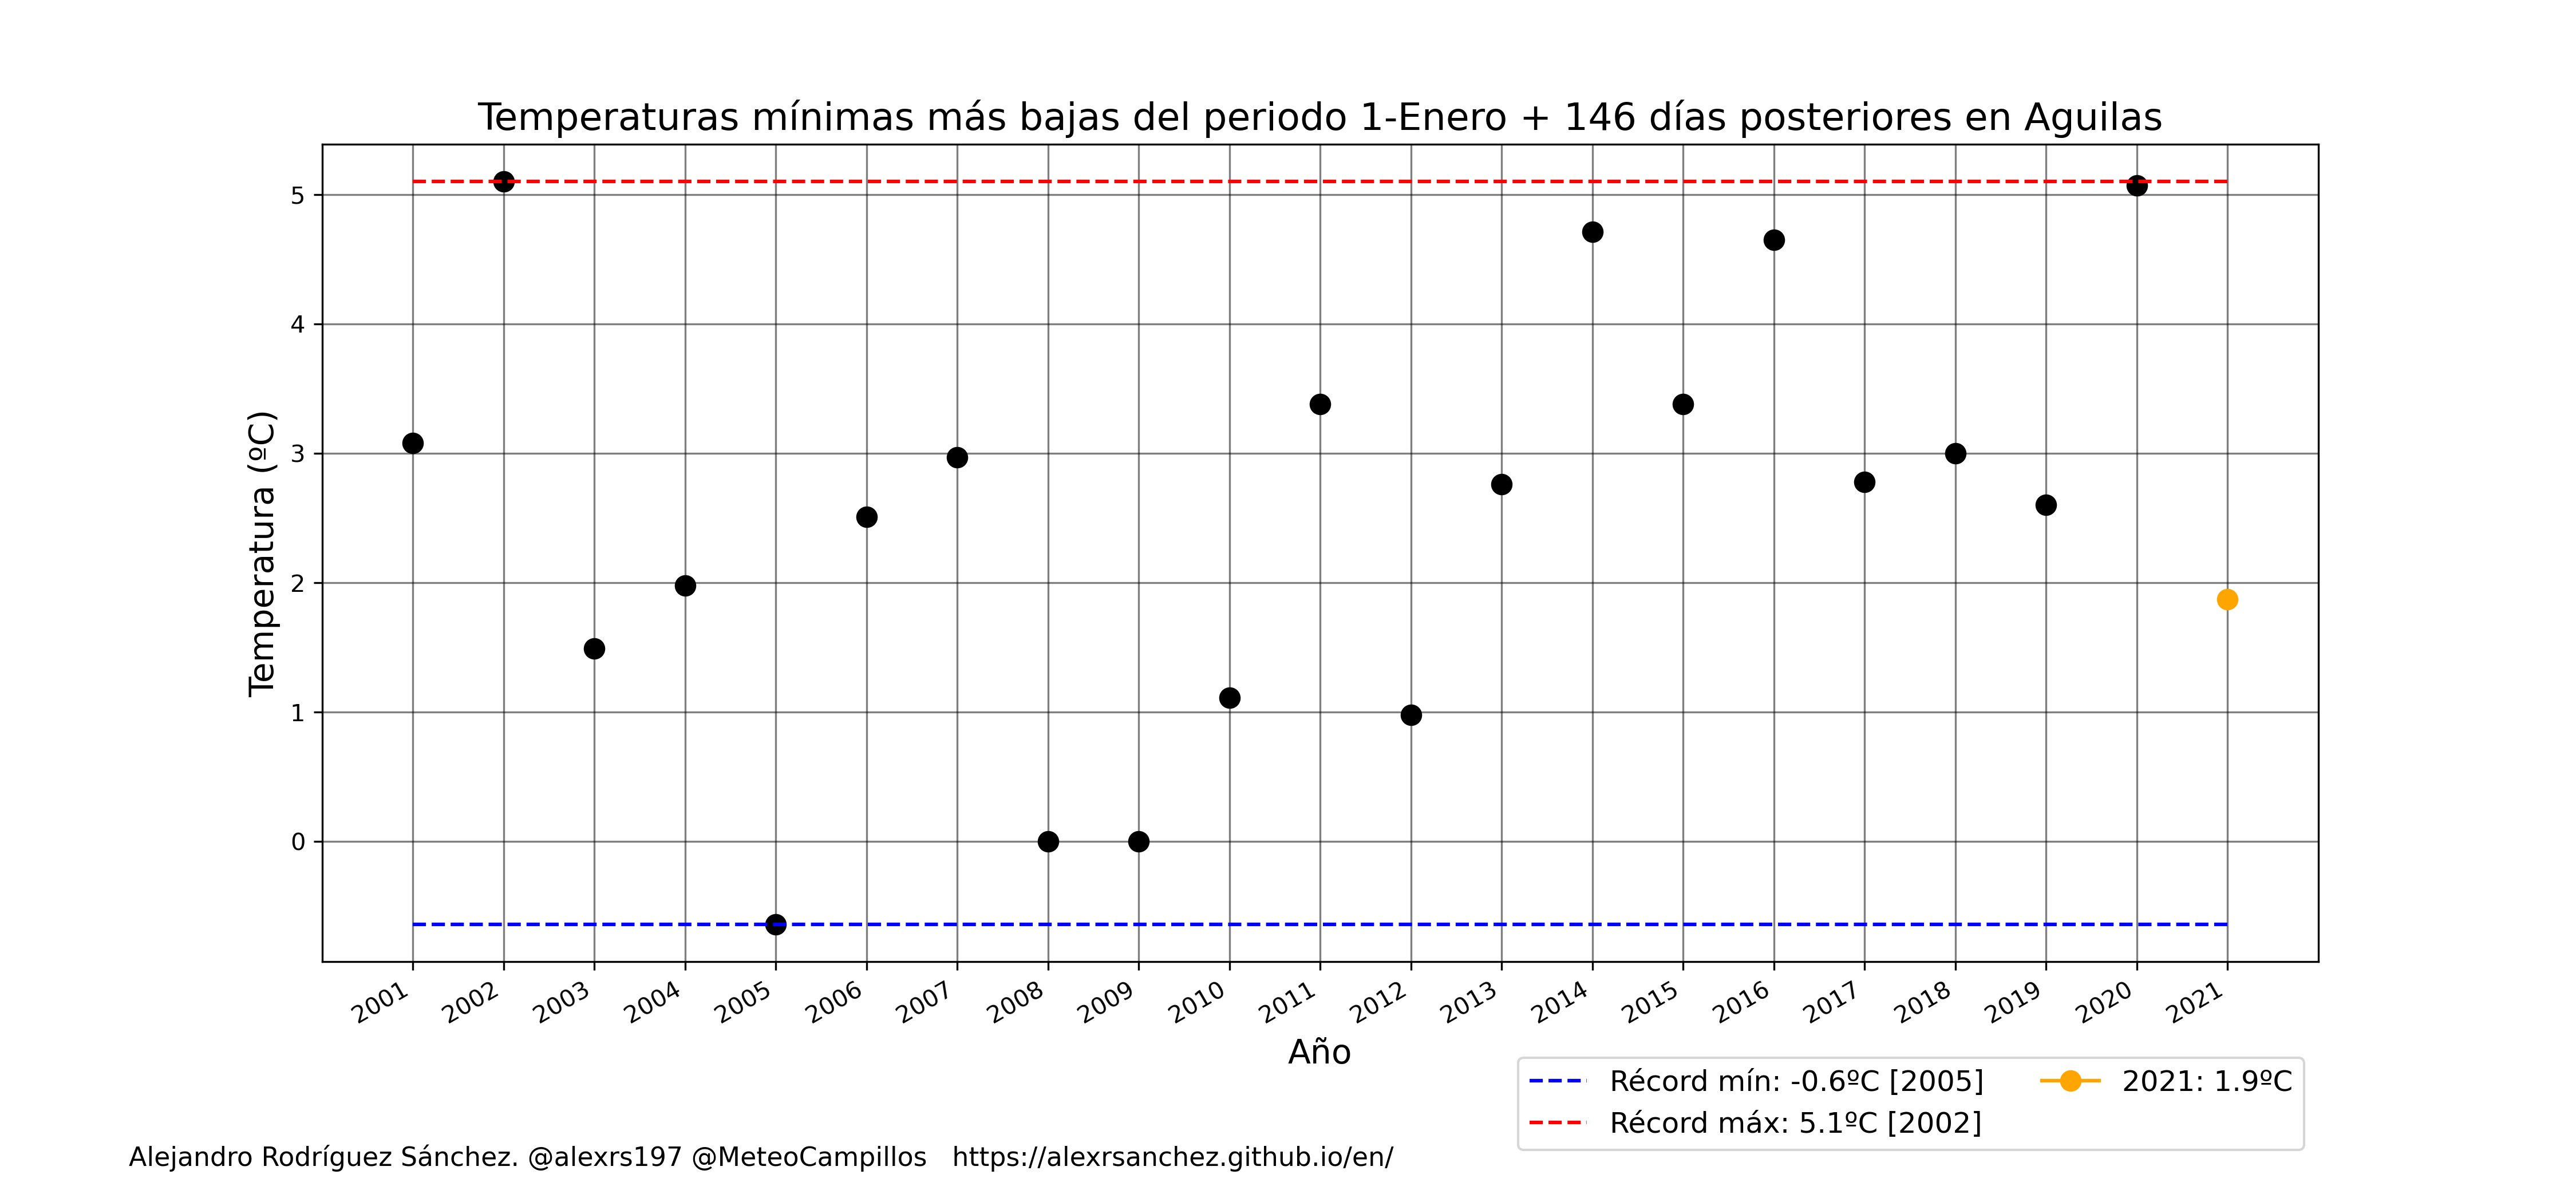 Temperaturas mínimas más bajas del periodo 1-Enero + 146 días posteriores en Aguilas
Temperatura (ºC)
5
4
3
2
1
0
2001 2002 2003 2004 2005 2006 2007 2008 2009 2010 2011 2012 2013 2014 2015 2016 2017 2018 2019 2020 2021
Año
Récord mín: -0.6ºC [2005]
Récord máx: 5.1ºC [2002]
2021: 1.9ºC
Alejandro Rodríguez Sánchez. @alexrs197 @MeteoCampillos https://alexrsanchez.github.io/en/